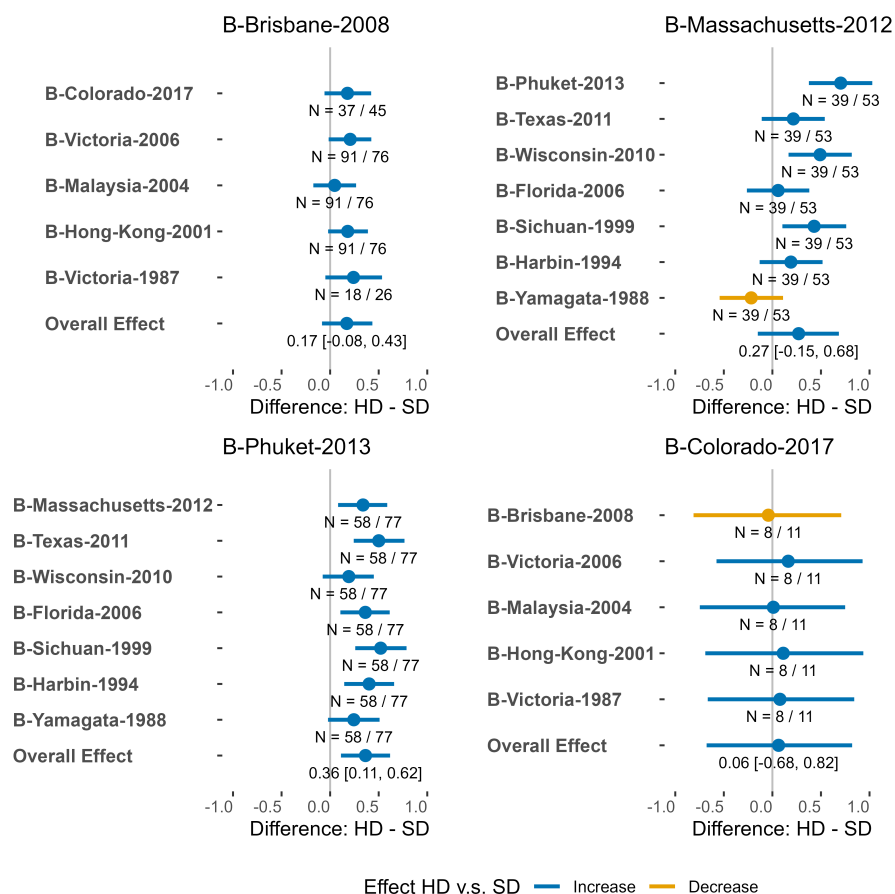 B-Brisbane-2008
B-Colorado-2017
N = 37 / 45
B-Victoria-2006
N = 91 / 76
B-Malaysia-2004
N = 91 / 76
B-Hong-Kong-2001
N = 91 / 76
B-Victoria-1987
N = 18 / 26
Overall Effect
0.17 [-0.08, 0.43]
-1.0 -0.5 0.0 0.5 1.0
Difference: HD - SD
B-Massachusetts-2012
B-Phuket-2013
N = 39 / 53
B-Texas-2011
N = 39 / 53
B-Wisconsin-2010
N = 39 / 53
B-Florida-2006
N = 39 / 53
B-Sichuan-1999
N = 39 / 53
B-Harbin-1994
N = 39 / 53
B-Yamagata-1988
N = 39 / 53
Overall Effect
0.27 [-0.15, 0.68]
-1.0 -0.5 0.0 0.5 1.0
Difference: HD - SD
B-Phuket-2013
B-Massachusetts-2012
N = 58 / 77
B-Texas-2011
N = 58 / 77
B-Wisconsin-2010
N = 58 / 77
B-Florida-2006
N = 58 / 77
B-Sichuan-1999
N = 58 / 77
B-Harbin-1994
N = 58 / 77
B-Yamagata-1988
N = 58 / 77
Overall Effect
0.36 [0.11, 0.62]
-1.0 -0.5 0.0 0.5 1.0
Difference: HD - SD
B-Colorado-2017
B-Brisbane-2008
N = 8 / 11
B-Victoria-2006
N = 8 / 11
B-Malaysia-2004
N = 8 / 11
B-Hong-Kong-2001
N = 8 / 11
B-Victoria-1987
N = 8 / 11
Overall Effect
0.06 [-0.68, 0.82]
-1.0 -0.5 0.0 0.5 1.0
Difference: HD - SD
Effect HD v.s. SD Increase Decrease